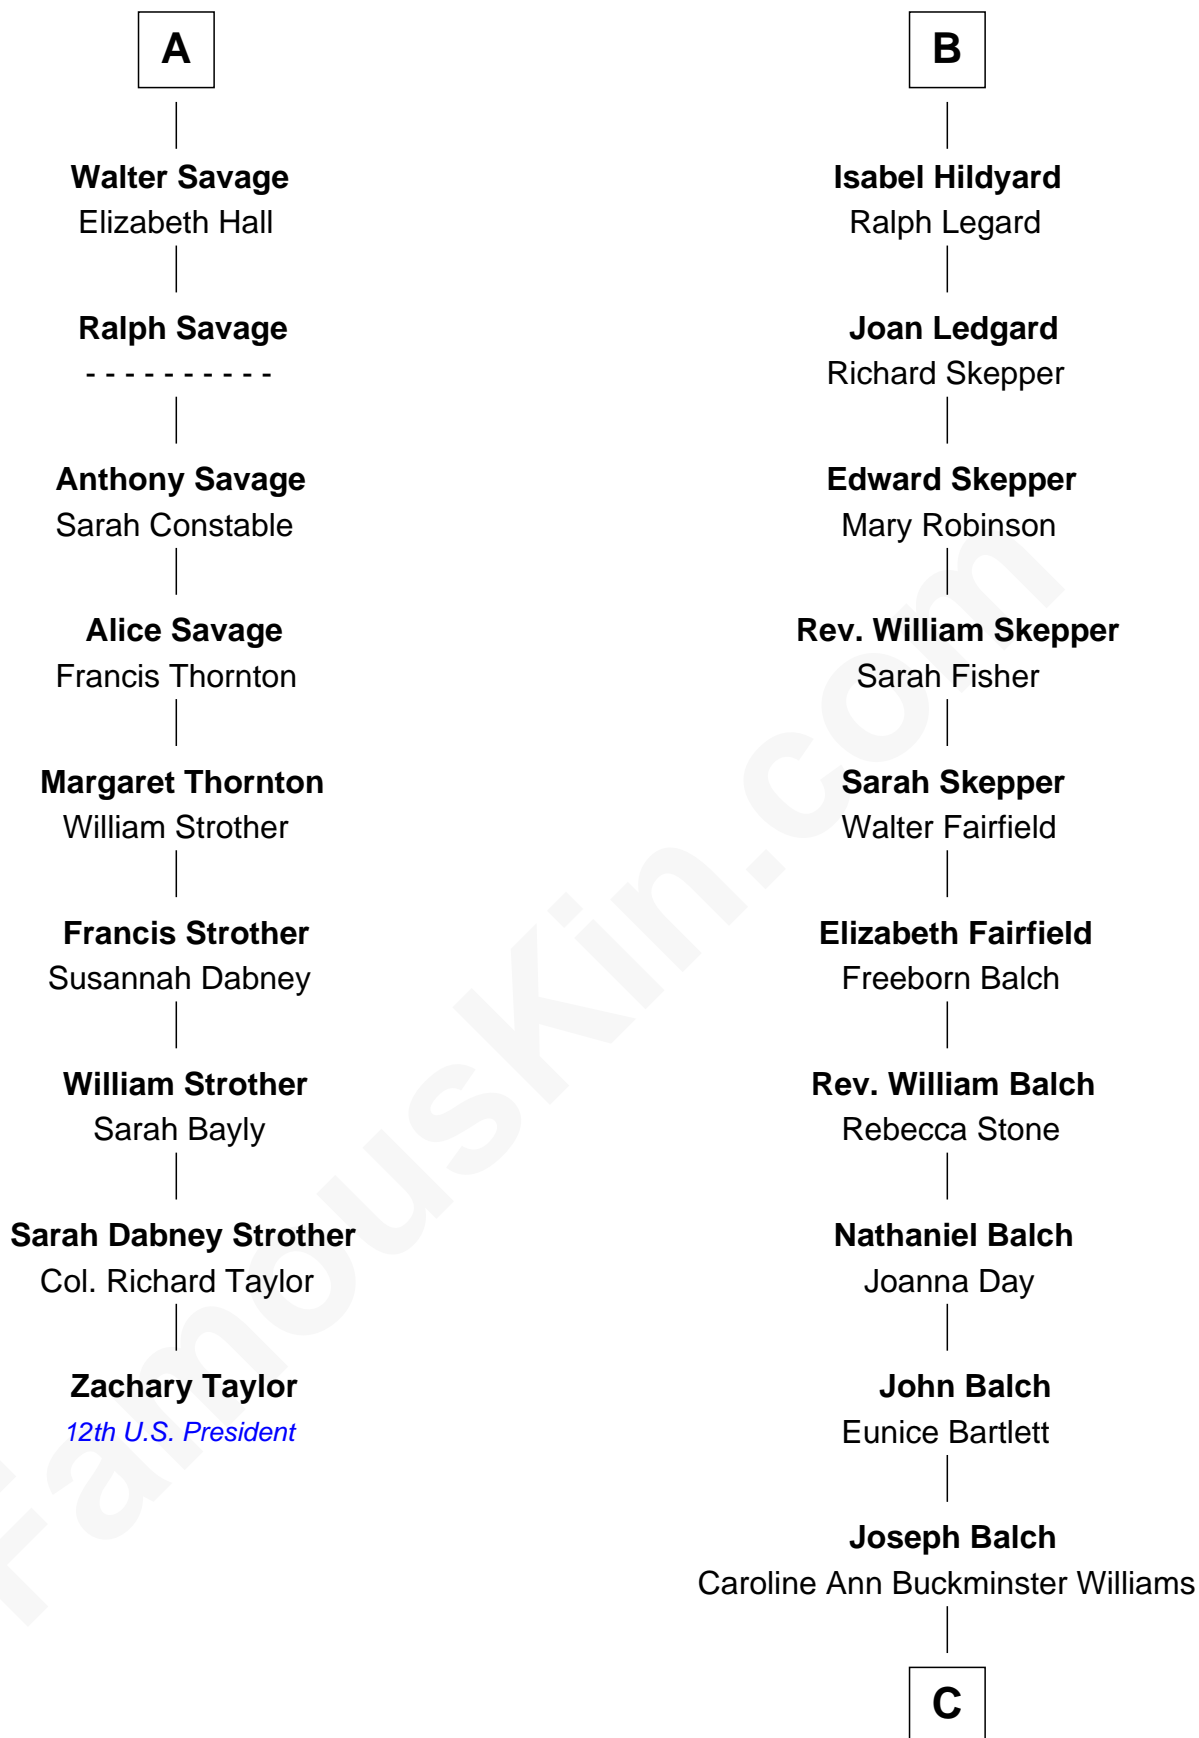 A
Walter Savage
Elizabeth Hall
Ralph Savage
- - - - - - - - - -
Anthony Savage
Sarah Constable
Alice Savage
Francis Thornton
Margaret Thornton
William Strother
Francis Strother
Susannah Dabney
William Strother
Sarah Bayly
Sarah Dabney Strother
Col. Richard Taylor
Zachary Taylor
12th U.S. President
B
Isabel Hildyard
Ralph Legard
Joan Ledgard
Richard Skepper
Edward Skepper
Mary Robinson
Rev. William Skepper
Sarah Fisher
Sarah Skepper
Walter Fairfield
Elizabeth Fairfield
Freeborn Balch
Rev. William Balch
Rebecca Stone
Nathaniel Balch
Joanna Day
John Balch
Eunice Bartlett
Joseph Balch
Caroline Ann Buckminster Williams
C
FamousKin.com